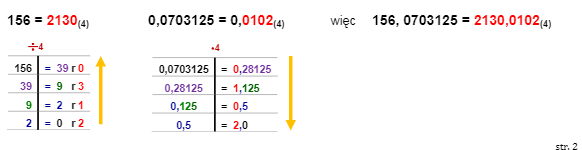 156 = 2130(4) 0,0703125 = 0,0102(4) więc 156, 0703125 = 2130,0102(4)
÷4 •4
156 = 39 r 0 0,0703125 = 0,28125
39 = 9 r 3 0,28125 = 1,125
9 = 2 r 1 0,125 = 0,5
2 = 0 r 2 0,5 = 2,0
str. 2